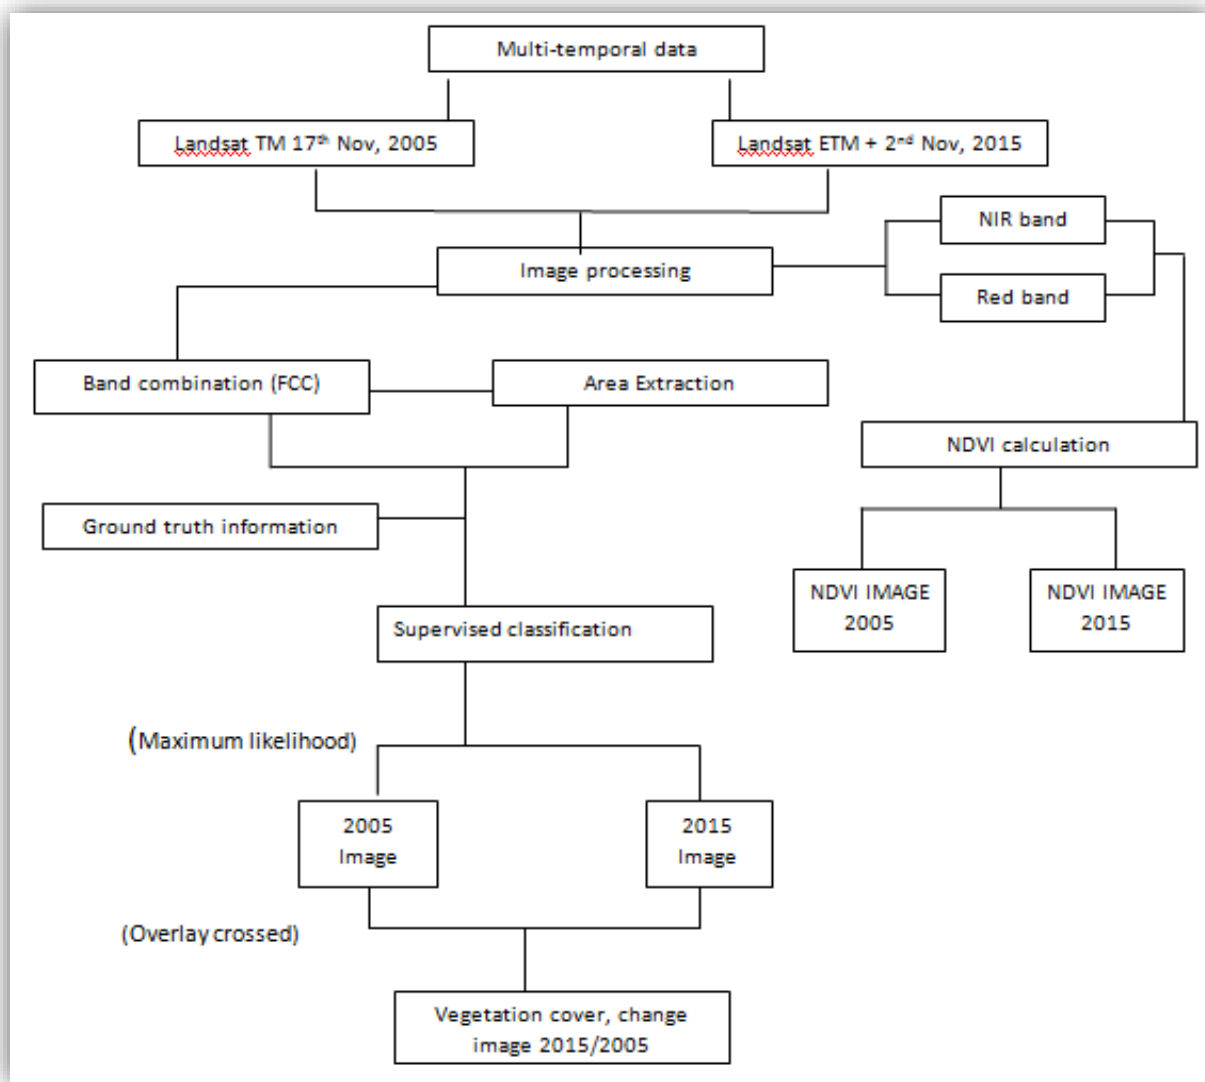 Multi-temporal data
Landsat TM 17th Nov, 2005
Landsat ETM + 2nd Nov, 2015
NIR band
Image processing
Red band
Band combination (FCC)
Area Extraction
NDVI calculation
Ground truth information
NDVI IMAGE
2005
NDVI IMAGE
2015
Supervised classification
(Maximum likelihood)
2005
Image
2015
Image
(Overlay crossed)
Vegetation cover, change
image 2015/2005